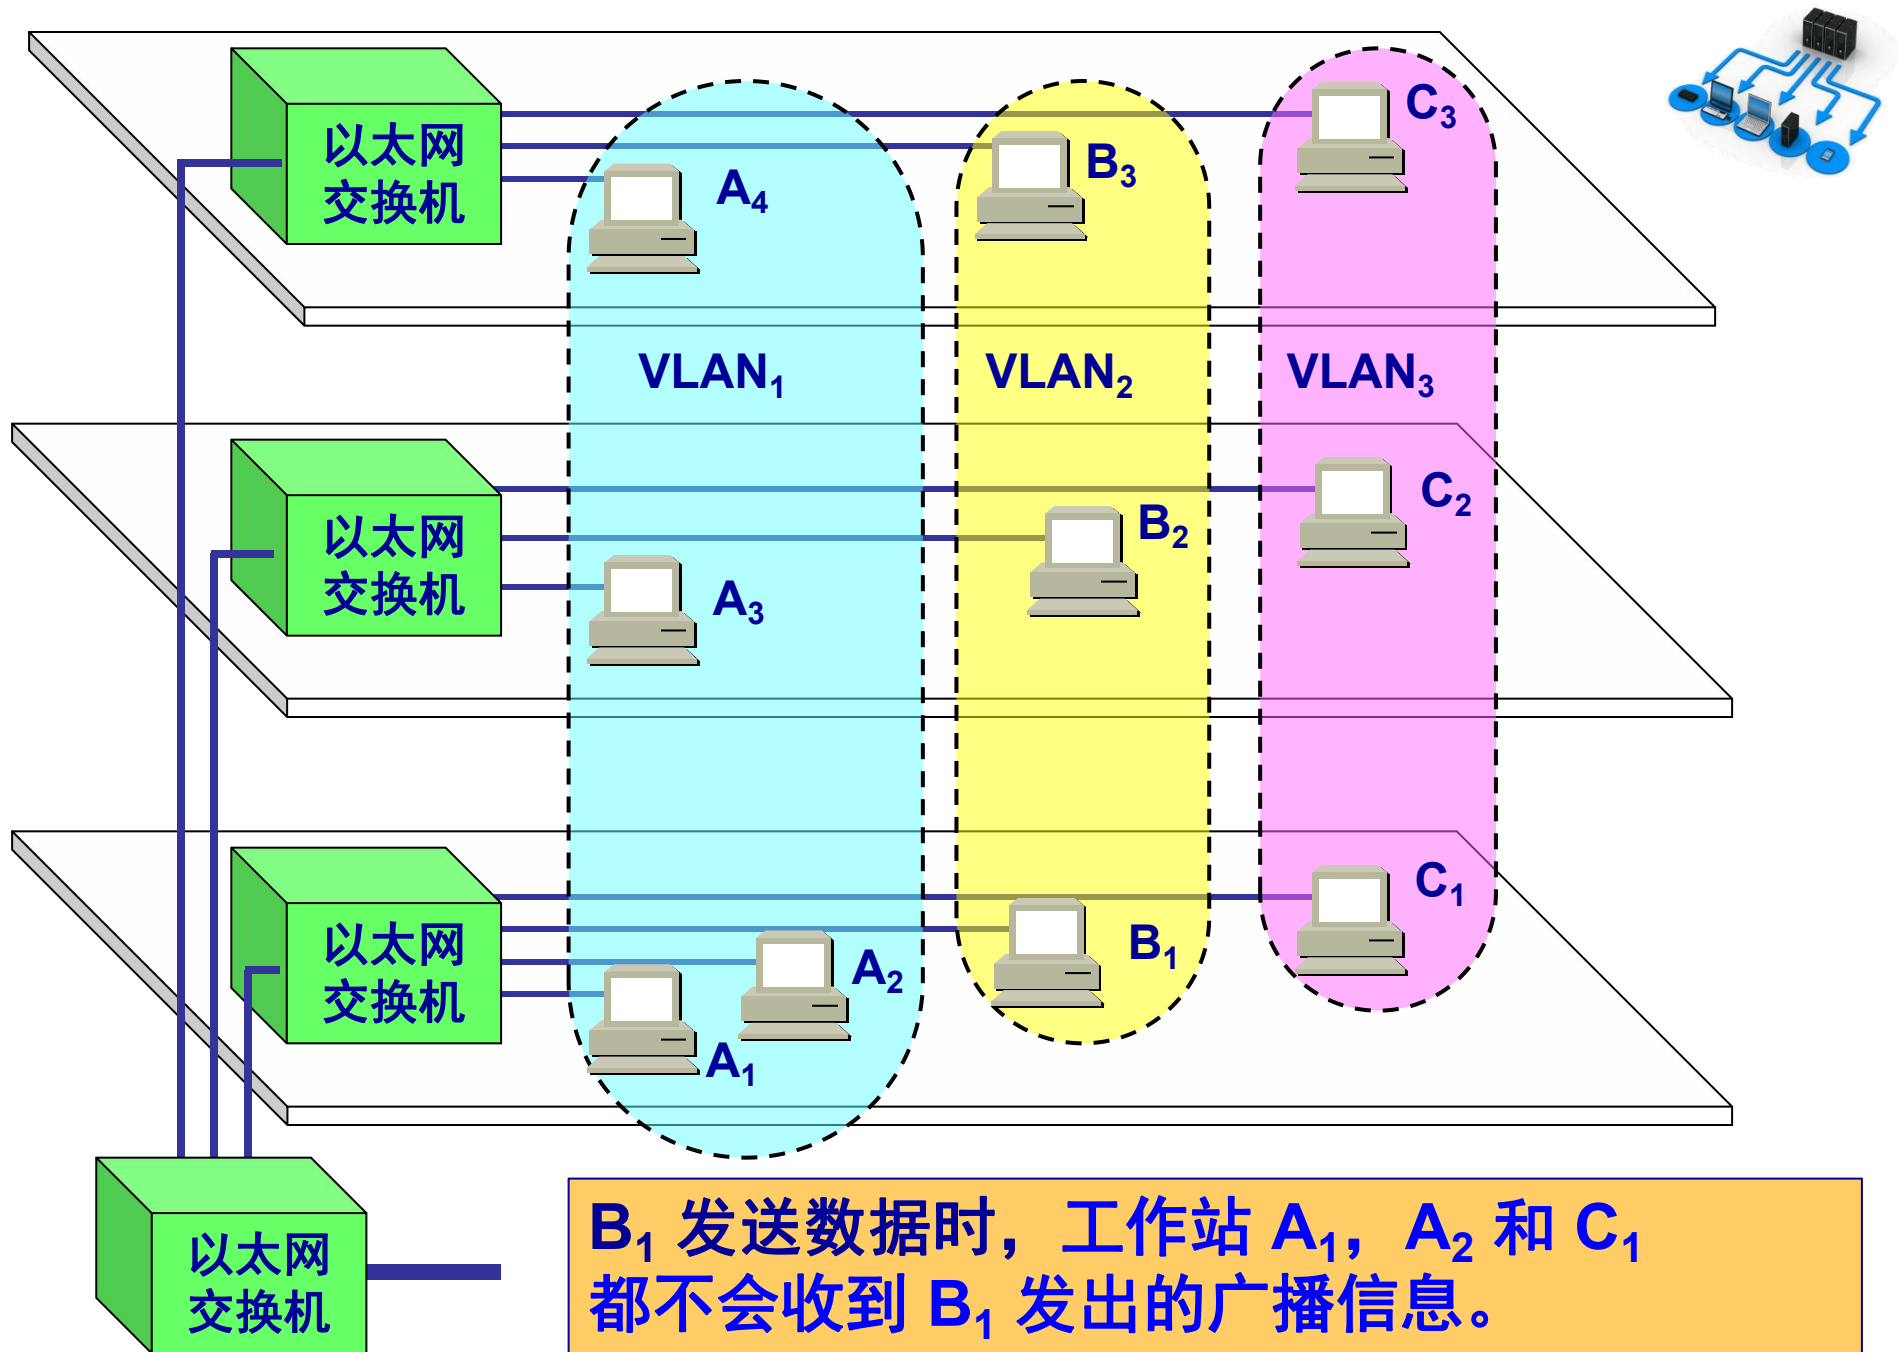 以太网
交换机
A₄
B₃
C₃
VLAN₁
VLAN₂
VLAN₃
以太网
交换机
A₃
B₂
C₂
以太网
交换机
A₁
A₂
B₁
C₁
以太网
交换机
B₁ 发送数据时，工作站 A₁，A₂ 和 C₁
都不会收到 B₁ 发出的广播信息。